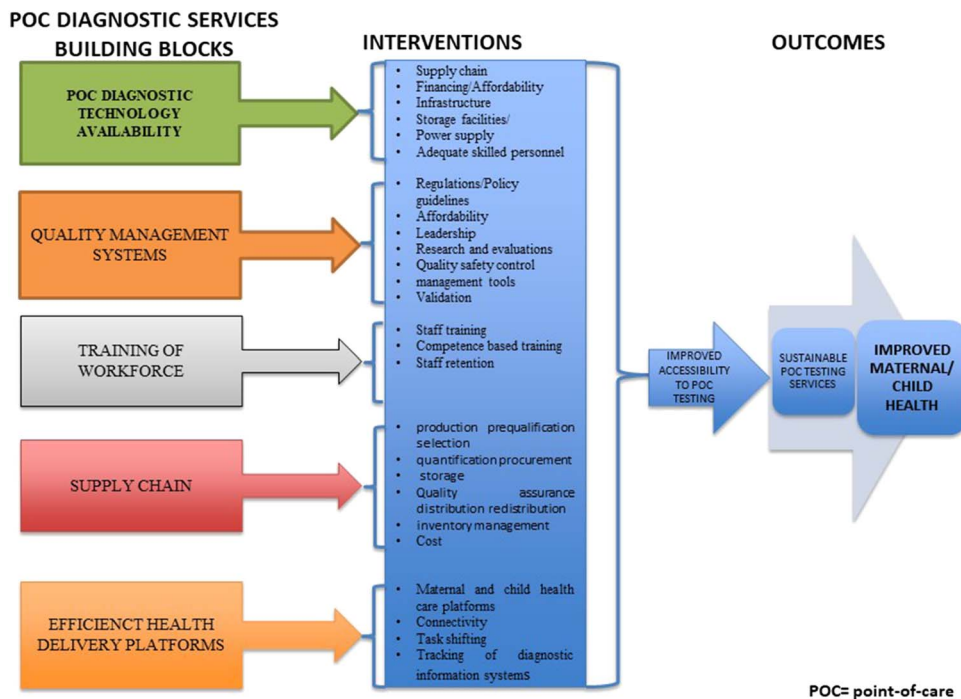 POC DIAGNOSTIC SERVICES
BUILDING BLOCKS
INTERVENTIONS
OUTCOMES
POC DIAGNOSTIC
TECHNOLOGY
AVAILABILITY
• Supply chain
• Financing/Affordability
• Infrastructure
• Storage facilities/
• Power supply
• Adequate skilled personnel
QUALITY MANAGEMENT
SYSTEMS
• Regulations/Policy
guidelines
• Affordability
• Leadership
• Research and evaluations
• Quality safety control
• management tools
• Validation
TRAINING OF
WORKFORCE
• Staff training
• Competence based training
• Staff retention
SUPPLY CHAIN
• production prequalification
selection
• quantification procurement
• storage
• Quality assurance
distribution redistribution
• inventory management
• Cost
EFFICIENCT HEALTH
DELIVERY PLATFORMS
• Maternal and child health
care platforms
• Connectivity
• Task shifting
• Tracking of diagnostic
information systems
IMPROVED
ACCESSIBILITY
TO POC
TESTING
SUSTAINABLE
POC TESTING
SERVICES
IMPROVED
MATERNAL/
CHILD
HEALTH
POC= point-of-care